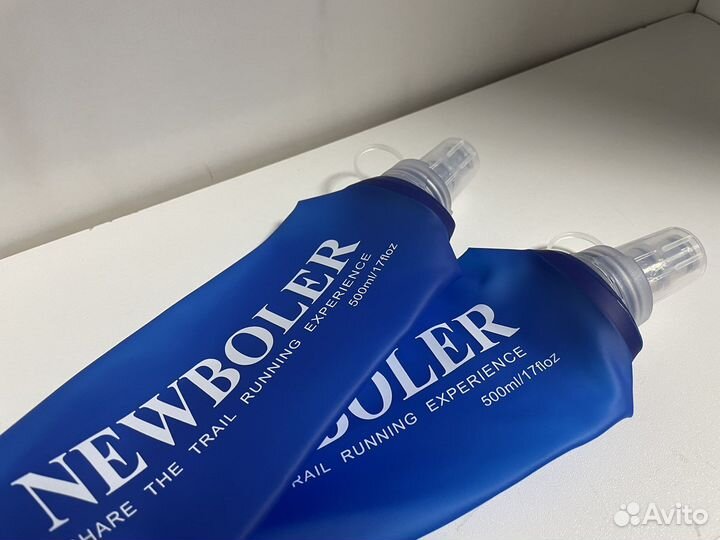 NEWBOLER
SHARE THE TRAIL RUNNING EXPERIENCE
500ml/17floz
BOLER
TRAIL RUNNING EXPERIENCE
500ml/17floz
Avito